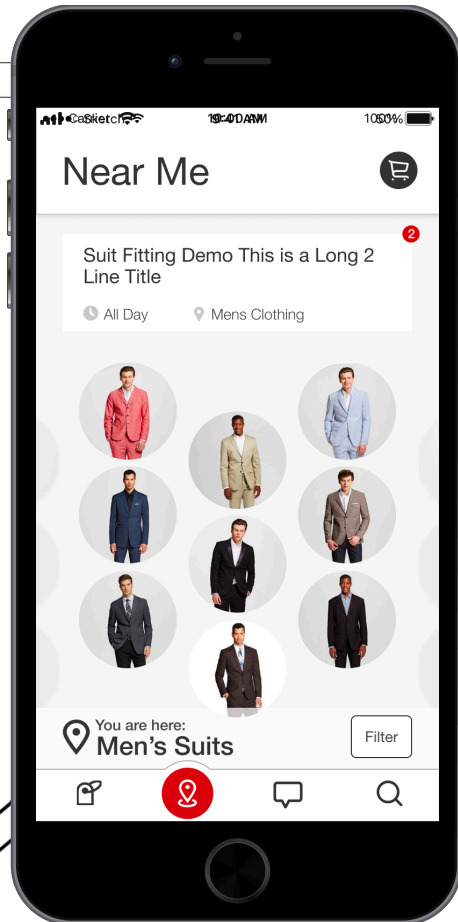 Near Me
2
Suit Fitting Demo This is a Long 2
Line Title
All Day
Mens Clothing
You are here:
Men's Suits
Filter